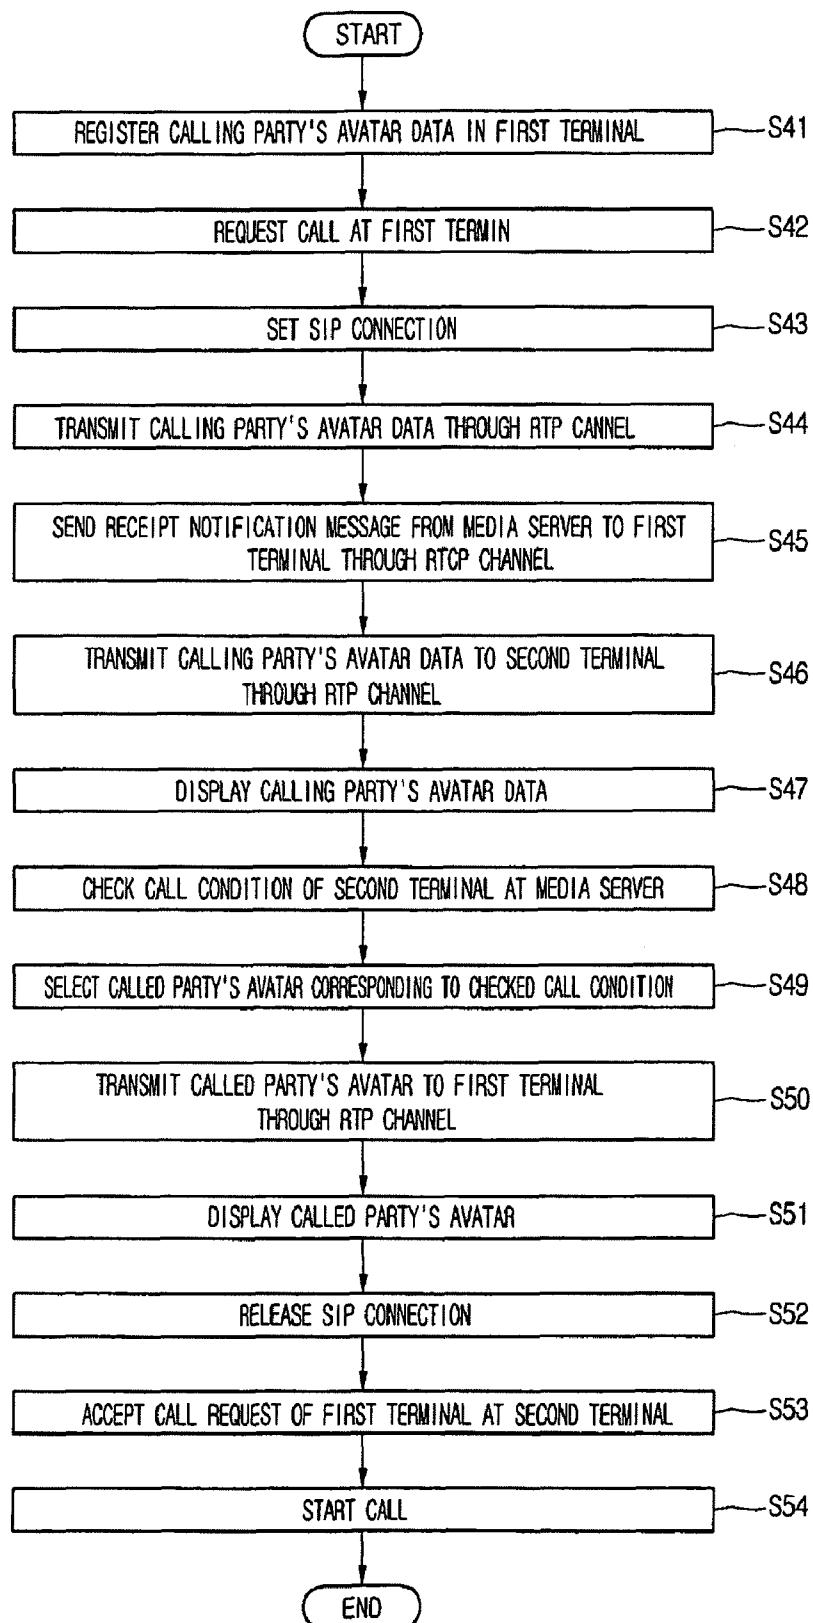 START
REGISTER CALLING PARTY'S AVATAR DATA IN FIRST TERMINAL
S41
REQUEST CALL AT FIRST TERMIN
S42
SET SIP CONNECTION
S43
TRANSMIT CALLING PARTY'S AVATAR DATA THROUGH RTP CANNEL
S44
SEND RECEIPT NOTIFICATION MESSAGE FROM MEDIA SERVER TO FIRST
TERMINAL THROUGH RTCP CHANNEL
S45
TRANSMIT CALLING PARTY'S AVATAR DATA TO SECOND TERMINAL
THROUGH RTP CHANNEL
S46
DISPLAY CALLING PARTY'S AVATAR DATA
S47
CHECK CALL CONDITION OF SECOND TERMINAL AT MEDIA SERVER
S48
SELECT CALLED PARTY'S AVATAR CORRESPONDING TO CHECKED CALL CONDITION
S49
TRANSMIT CALLED PARTY'S AVATAR TO FIRST TERMINAL
THROUGH RTP CHANNEL
S50
DISPLAY CALLED PARTY'S AVATAR
S51
RELEASE SIP CONNECTION
S52
ACCEPT CALL REQUEST OF FIRST TERMINAL AT SECOND TERMINAL
S53
START CALL
S54
END